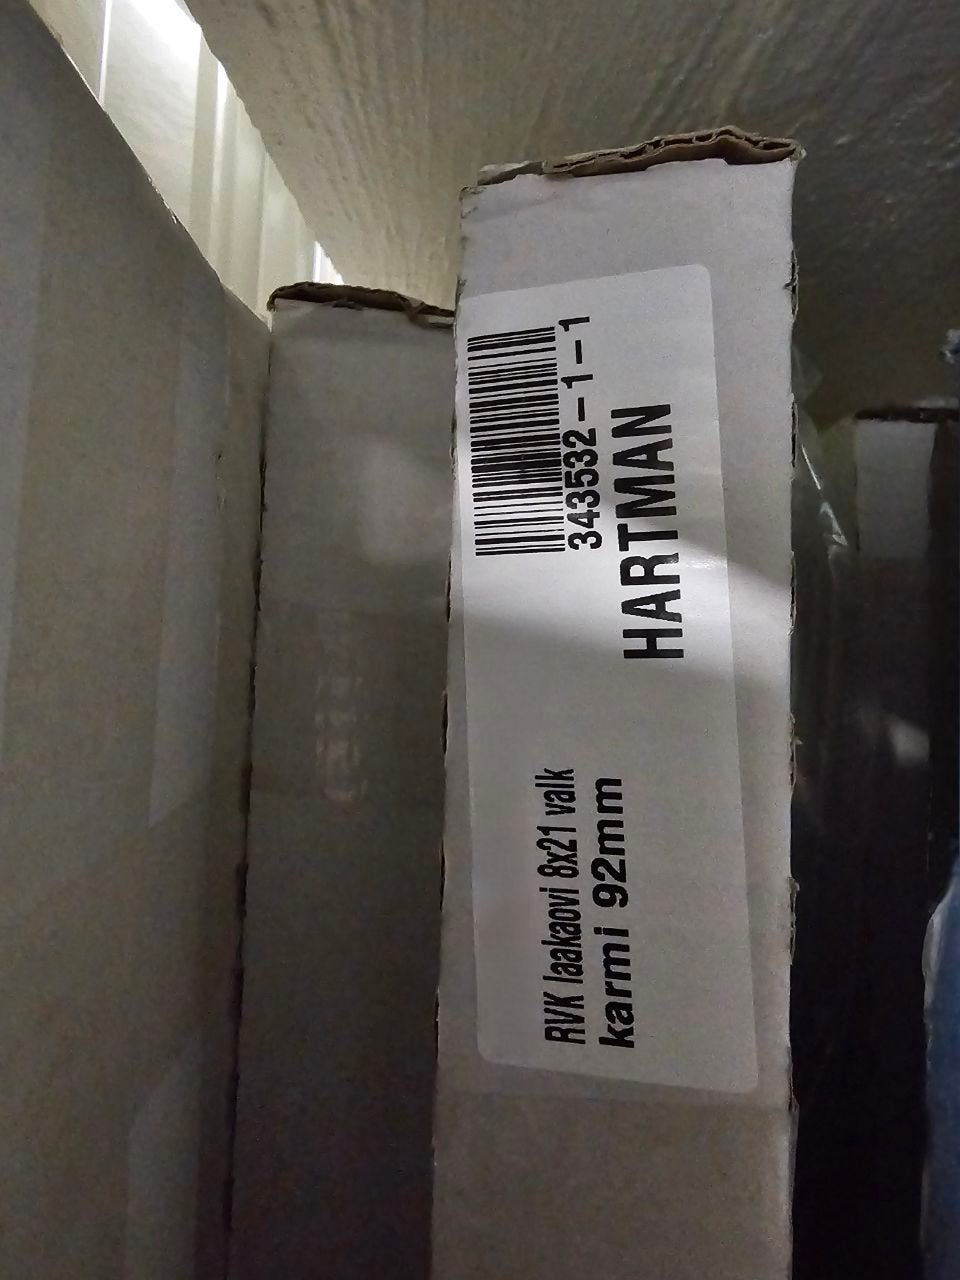 343532-1-1
HARTMAN
RVK laakaovi 8x21 valk
karmi 92mm